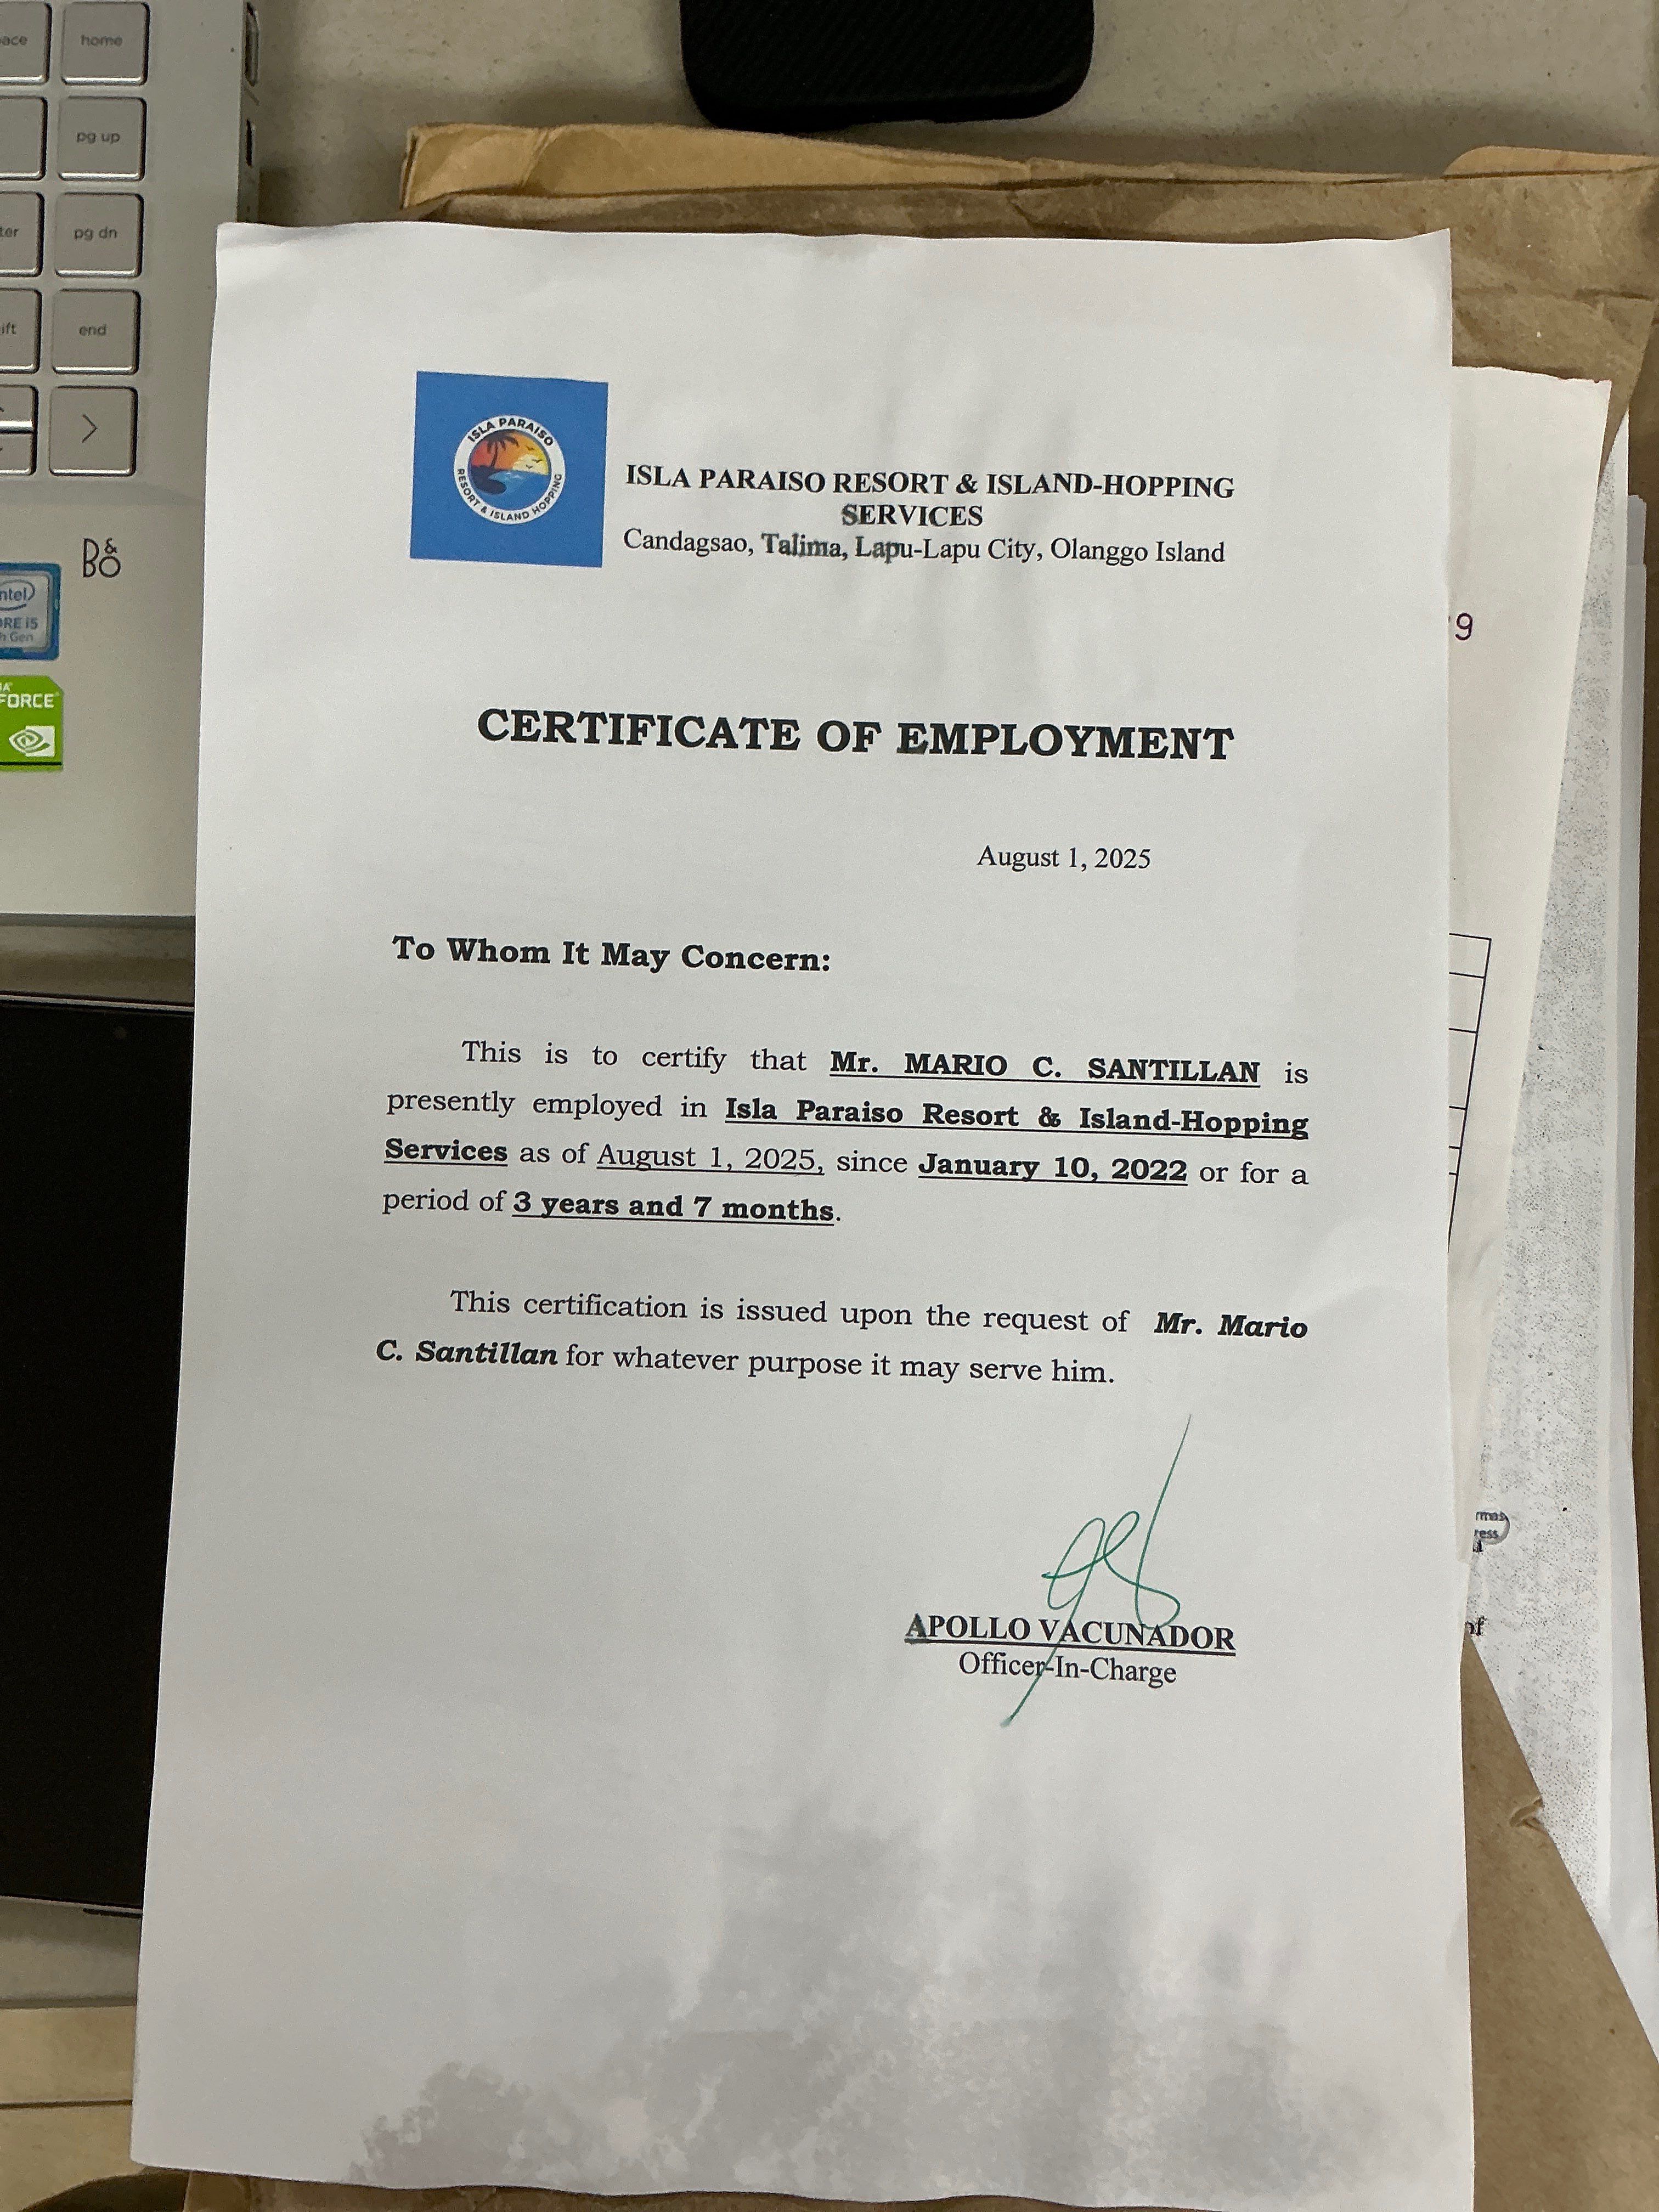 ace
home
pg up
ter
pg dn
ift
end
B&O
intel
ORE i5
h Gen
FORCE
ISLA PARAISO
RESORT & ISLAND HOPPING
ISLA PARAISO RESORT & ISLAND-HOPPING
SERVICES
Candagsao, Talima, Lapu-Lapu City, Olanggo Island
9
CERTIFICATE OF EMPLOYMENT
August 1, 2025
To Whom It May Concern:
This is to certify that Mr. MARIO C. SANTILLAN is
presently employed in Isla Paraiso Resort & Island-Hopping
Services as of August 1, 2025, since January 10, 2022 or for a
period of 3 years and 7 months.
This certification is issued upon the request of Mr. Mario
C. Santillan for whatever purpose it may serve him.
APOLLO VACUNADOR
Officer-In-Charge
rmas
ress
of